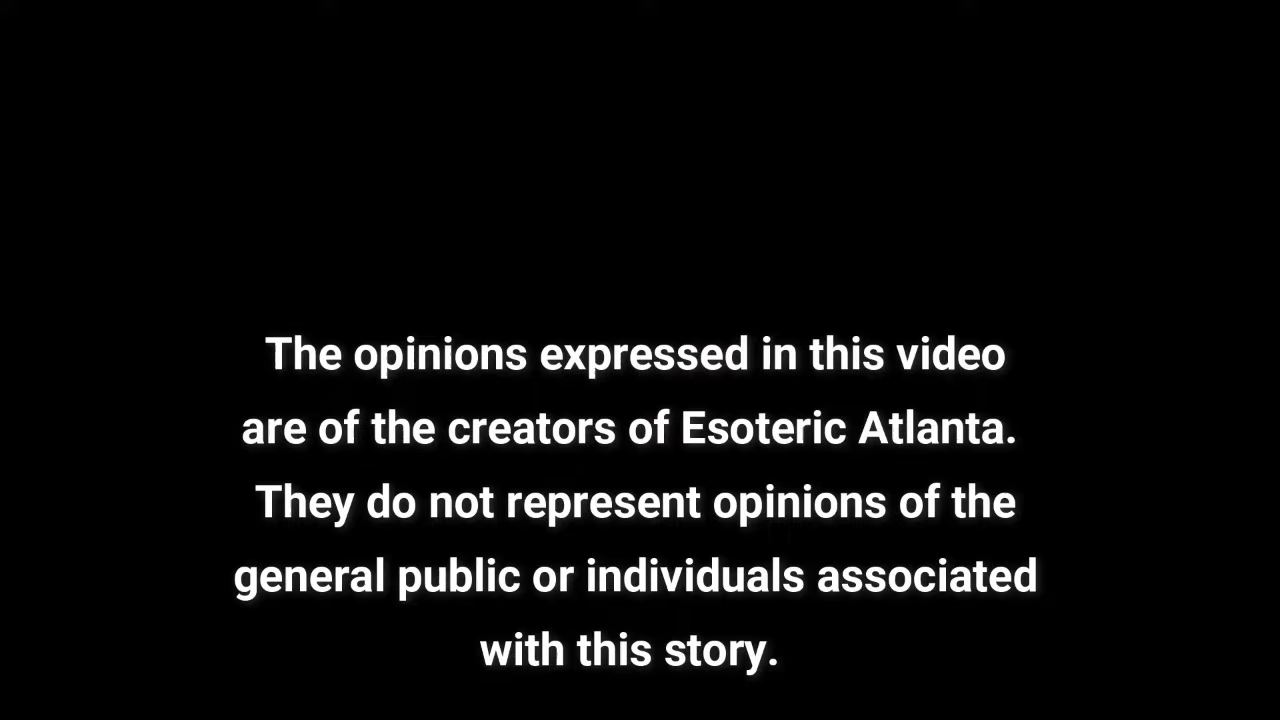 The opinions expressed in this video
are of the creators of Esoteric Atlanta.
They do not represent opinions of the
general public or individuals associated
with this story.